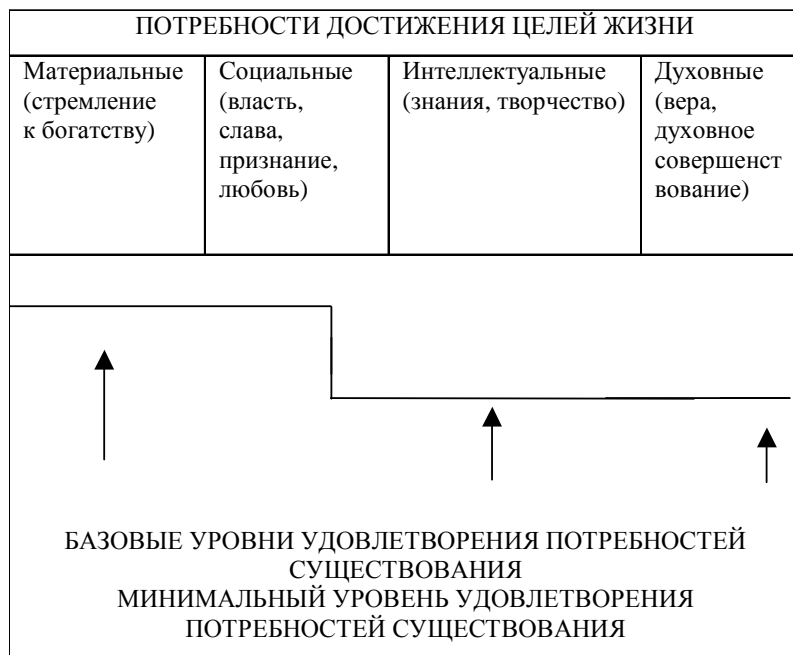 ПОТРЕБНОСТИ ДОСТИЖЕНИЯ ЦЕЛЕЙ ЖИЗНИ
Материальные
(стремление
к богатству)
Социальные
(власть,
слава,
признание,
любовь)
Интеллектуальные
(знания, творчество)
Духовные
(вера,
духовное
совершенст
вование)
БАЗОВЫЕ УРОВНИ УДОВЛЕТВОРЕНИЯ ПОТРЕБНОСТЕЙ
СУЩЕСТВОВАНИЯ
МИНИМАЛЬНЫЙ УРОВЕНЬ УДОВЛЕТВОРЕНИЯ
ПОТРЕБНОСТЕЙ СУЩЕСТВОВАНИЯ